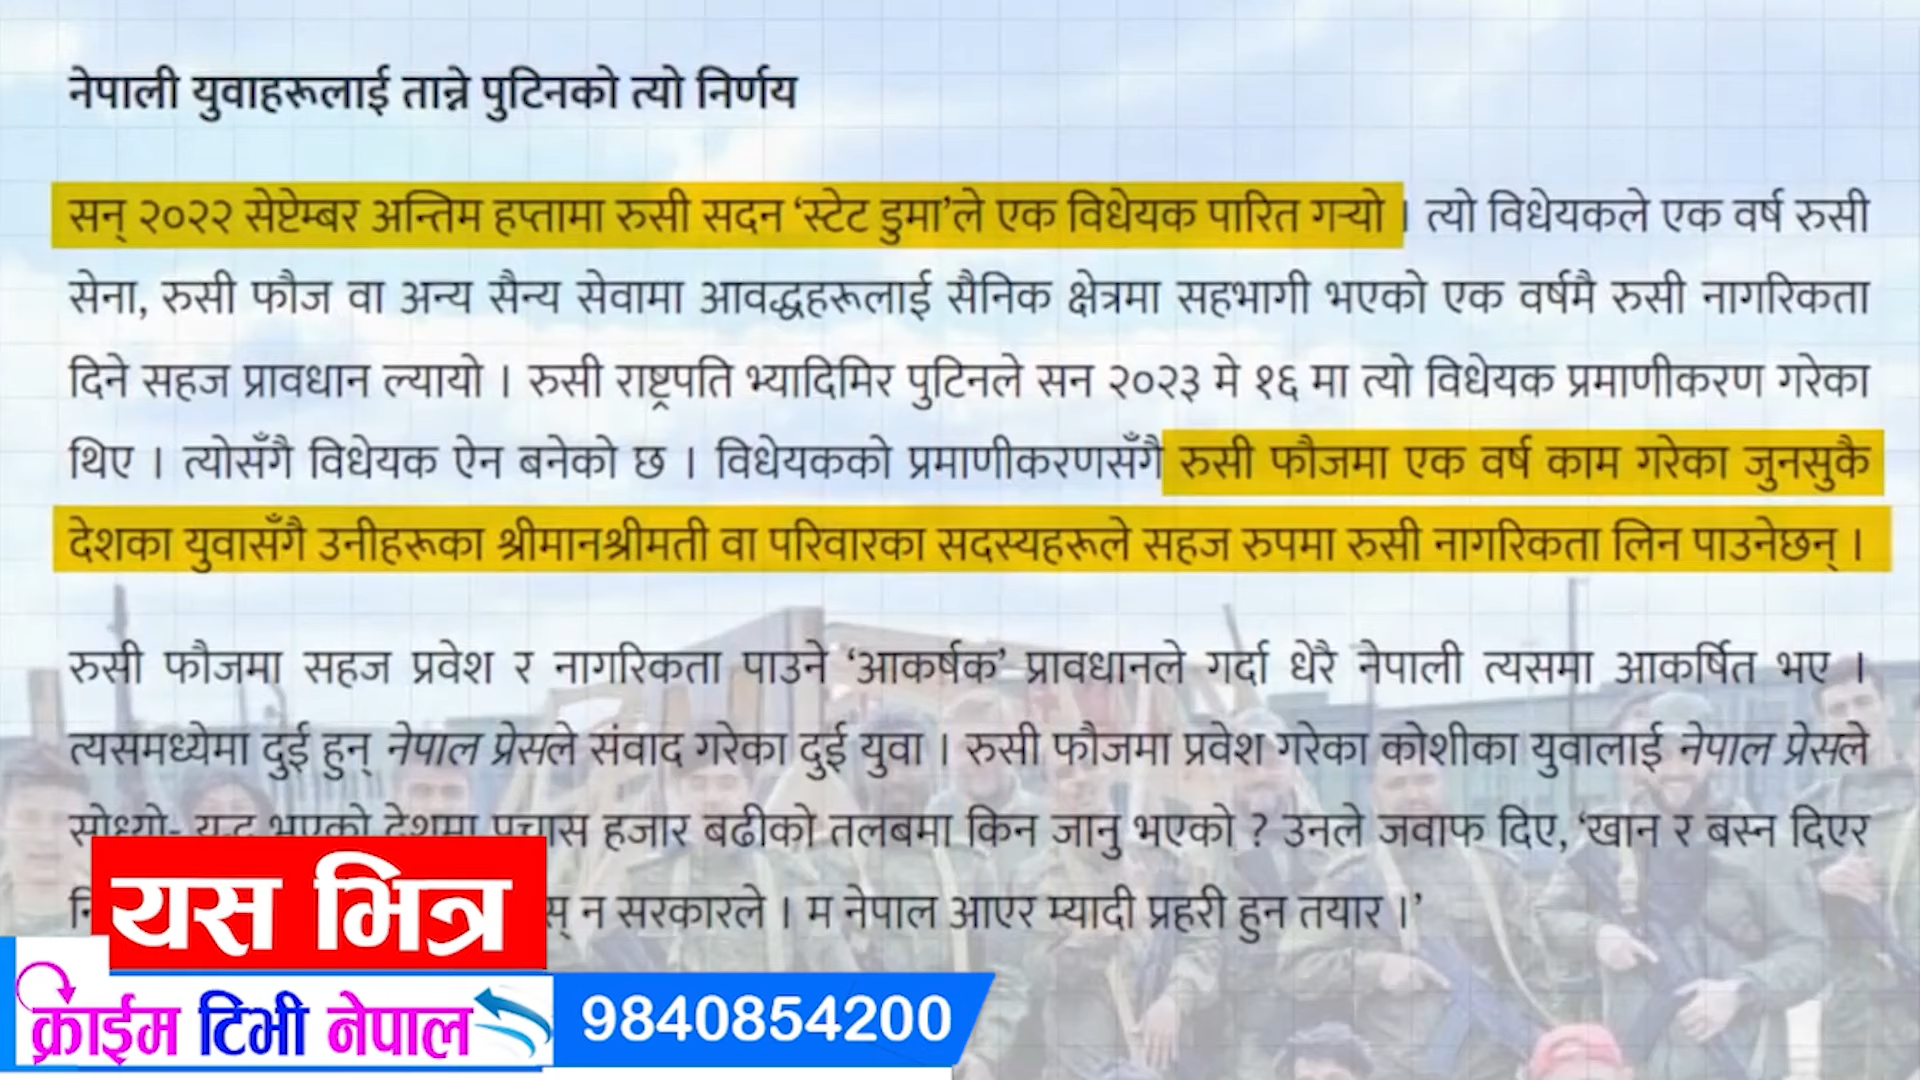 नेपाली युवाहरूलाई तान्ने पुटिनको त्यो निर्णय
सन् २०२२ सेप्टेम्बर अन्तिम हप्तामा रुसी सदन ‘स्टेट डुमा’ले एक विधेयक पारित गर्‍यो । त्यो विधेयकले एक वर्ष रुसी
सेना, रुसी फौज वा अन्य सैन्य सेवामा आवद्धहरूलाई सैनिक क्षेत्रमा सहभागी भएको एक वर्षमै रुसी नागरिकता
दिने सहज प्रावधान ल्यायो । रुसी राष्ट्रपति भ्यादिमिर पुटिनले सन २०२३ मे १६ मा त्यो विधेयक प्रमाणीकरण गरेका
थिए । त्योसँगै विधेयक ऐन बनेको छ । विधेयकको प्रमाणीकरणसँगै रुसी फौजमा एक वर्ष काम गरेका जुनसुकै
देशका युवासँगै उनीहरूका श्रीमानश्रीमती वा परिवारका सदस्यहरूले सहज रुपमा रुसी नागरिकता लिन पाउनेछन् ।
रुसी फौजमा सहज प्रवेश र नागरिकता पाउने ‘आकर्षक’ प्रावधानले गर्दा धेरै नेपाली त्यसमा आकर्षित भए ।
त्यसमध्येमा दुई हुन् नेपाल प्रेसले संवाद गरेका दुई युवा । रुसी फौजमा प्रवेश गरेका कोशीका युवालाई नेपाल प्रेसले
सोध्यो- युद्ध भएको देशमा पचास हजार बढीको तलबमा किन जानु भएको ? उनले जवाफ दिए, ‘खान र बस्न दिएर
न सरकारले । म नेपाल आएर म्यादी प्रहरी हुन तयार ।’
यस भित्र
क्राईम टिभी नेपाल
9840854200